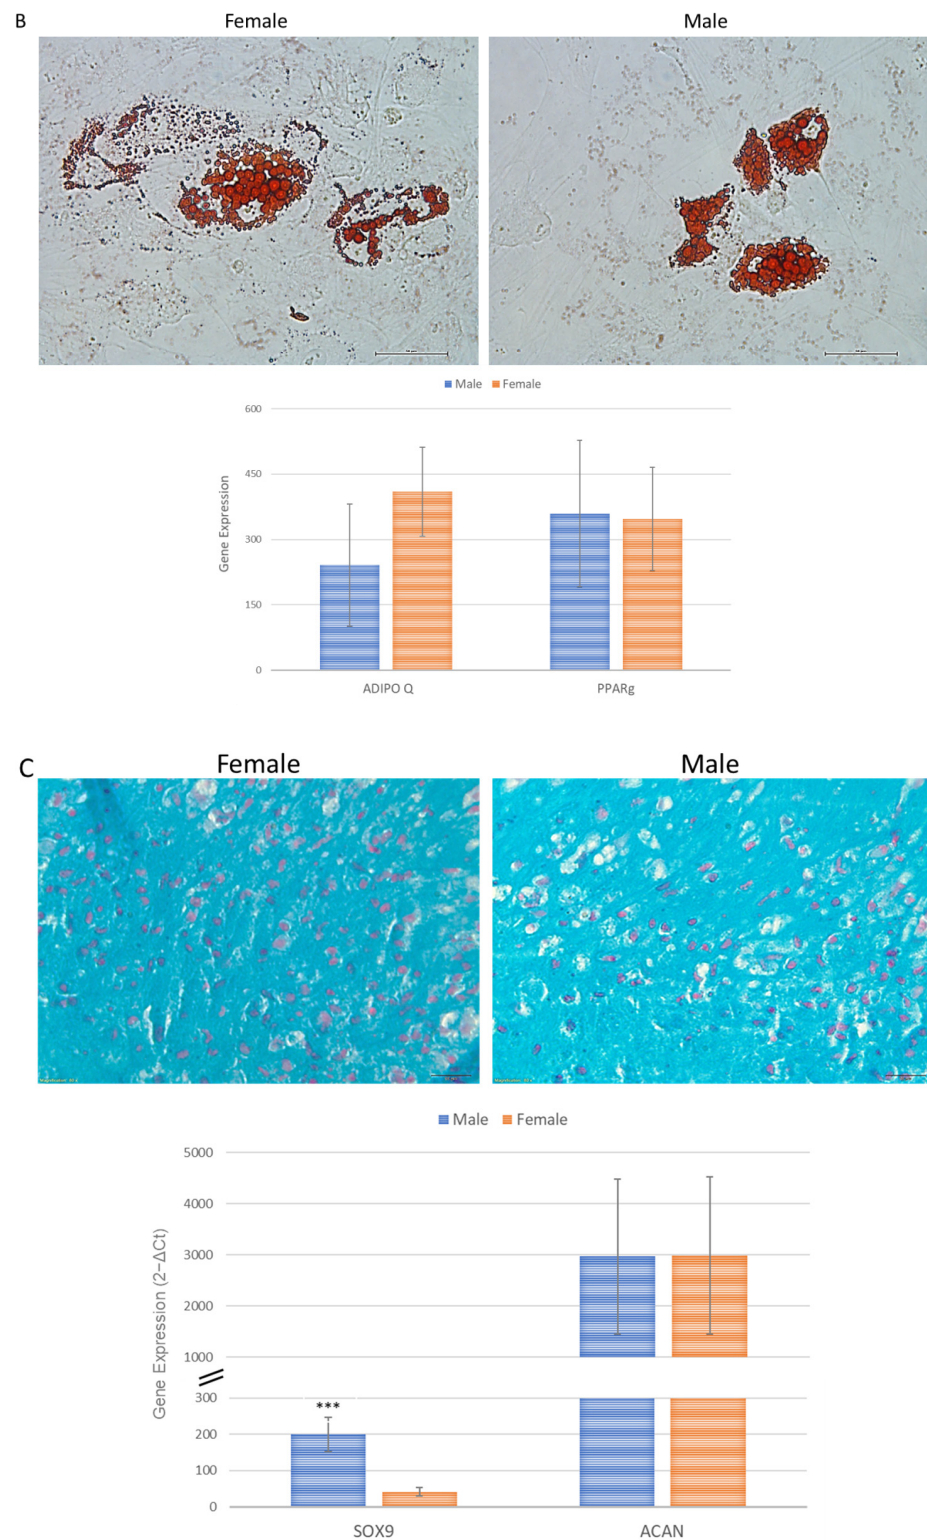 B
Female Male
Male Female
600
450
300
150
0
Gene Expression
ADIPO Q PPARg
C
Female Male
Male Female
5000
4000
3000
2000
1000
300
200
100
0
Gene Expression (2−ΔCt)
***
SOX9 ACAN